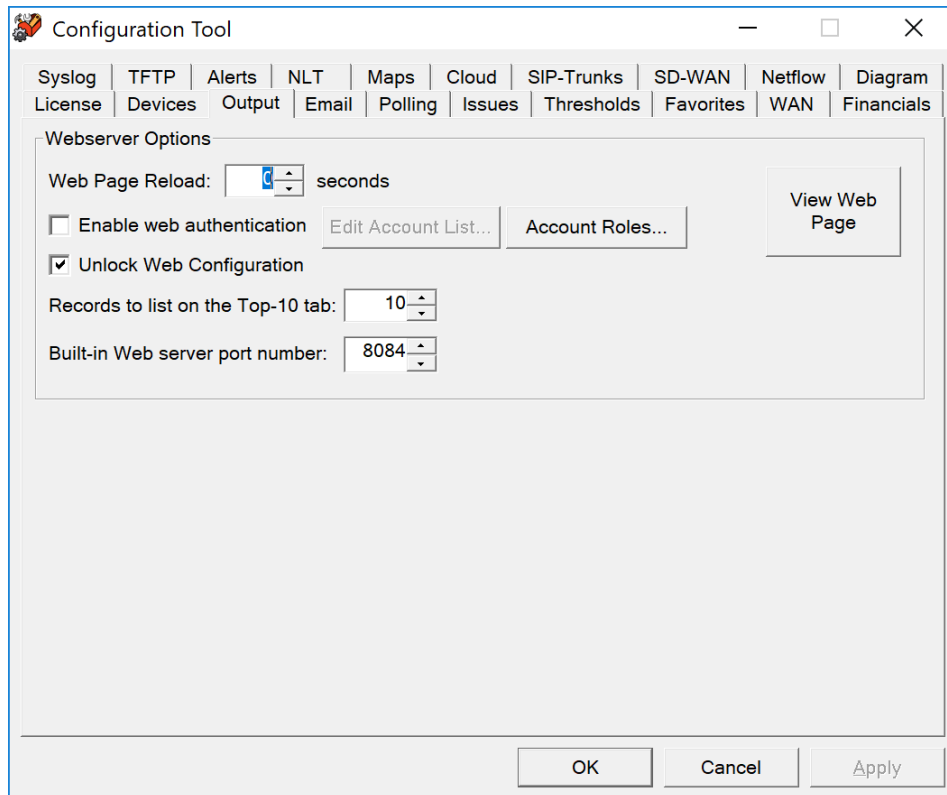 Configuration Tool
Syslog TFTP Alerts NLT Maps Cloud SIP-Trunks SD-WAN Netflow Diagram
License Devices Output Email Polling Issues Thresholds Favorites WAN Financials
Webserver Options
Web Page Reload: 0 seconds
View Web
Page
Enable web authentication Edit Account List... Account Roles...
Unlock Web Configuration
Records to list on the Top-10 tab: 10
Built-in Web server port number: 8084
OK Cancel Apply